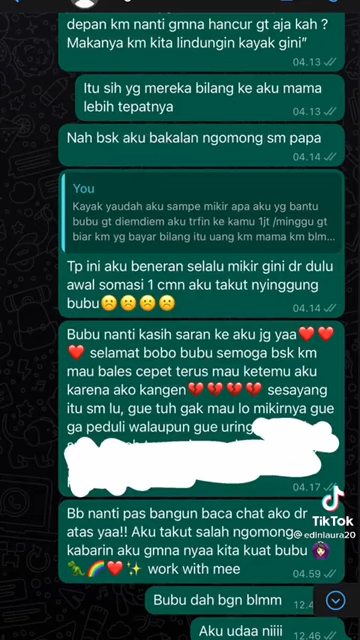 depan km nanti gmna hancur gt aja kah ?
Makanya km kita lindungin kayak gini”
04.13
Itu sih yg mereka bilang ke aku mama
lebih tepatnya
04.13
Nah bsk aku bakalan ngomong sm papa
04.14
You
Kayak yaudah aku sampe mikir apa aku yg bantu
bubu gt diemdiem aku trfin ke kamu 1jt /minggu gt
biar km yg bayar bilang itu uang km mama km blm...
Tp ini aku beneran selalu mikir gini dr dulu
awal somasi 1 cmn aku takut nyinggung
bubu☹️☹️☹️☹️
04.14
Bubu nanti kasih saran ke aku jg yaa❤️❤️
❤️ selamat bobo bubu semoga bsk km
mau bales cepet terus mau ketemu aku
karena ako kangen💔💔💔💔 sesayang
itu sm lu, gue tuh gak mau lo mikirnya gue
ga peduli walaupun gue uring
04.17
Bb nanti pas bangun baca chat ako dr
atas yaa!! Aku takut salah ngomong
kabarin aku gmna nyaa kita kuat bubu
🦎🌈❤️✨ work with mee
04.59
Bubu dah bgn blmm
12.4
Aku udaa niiii
12.46
TikTok
@edlnlaura20